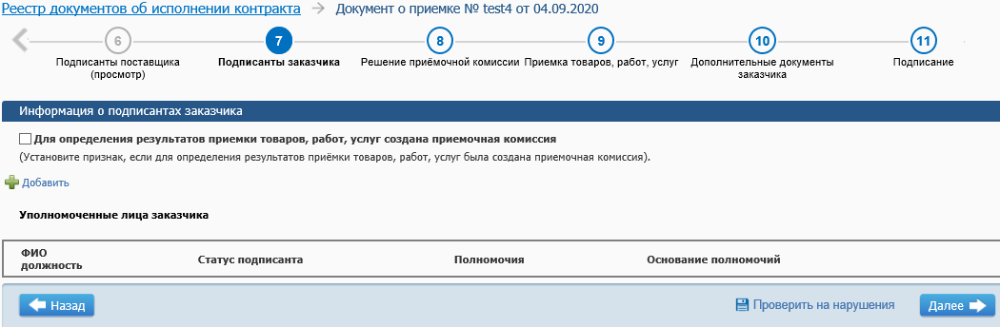 Реестр документов об исполнении контракта → Документ о приемке № test4 от 04.09.2020
6 7 8 9 10 11
Подписанты поставщика (просмотр)
Подписанты заказчика
Решение приёмочной комиссии
Приемка товаров, работ, услуг
Дополнительные документы заказчика
Подписание
Информация о подписантах заказчика
Для определения результатов приемки товаров, работ, услуг создана приемочная комиссия
(Установите признак, если для определения результатов приёмки товаров, работ, услуг была создана приемочная комиссия).
Добавить
Уполномоченные лица заказчика
ФИО должность
Статус подписанта
Полномочия
Основание полномочий
Назад
Проверить на нарушения
Далее